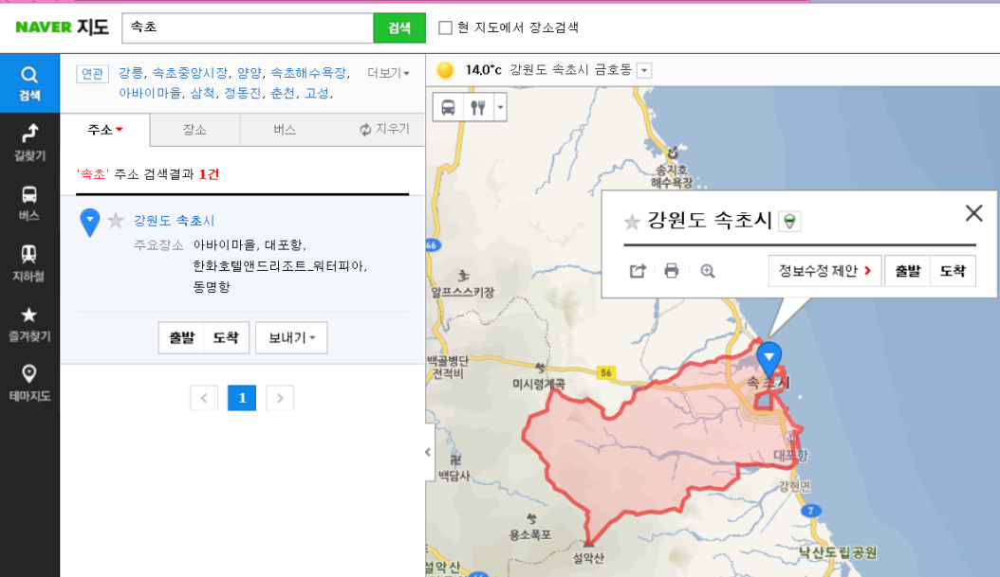 NAVER 지도
속초
검색
현 지도에서 장소검색
검색
길찾기
버스
지하철
즐겨찾기
테마지도
연관 강릉, 속초중앙시장, 양양, 속초해수욕장, 더보기
아바이마을, 삼척, 정동진, 춘천, 고성,
주소 장소 버스 지우기
'속초' 주소 검색결과 1건
강원도 속초시
주요장소 아바이마을, 대포항,
한화호텔앤드리조트_워터피아,
동명항
출발 도착 보내기
1
14.0°c 강원도 속초시 금호동
송지호
해수욕장
강원도 속초시
정보수정 제안
출발 도착
46
알프스스키장
백골병단
전적비
미시령계곡
56
속초시
대포항
백담사
강현면
7
용소폭포
설악산
낙산도립공원
설악산